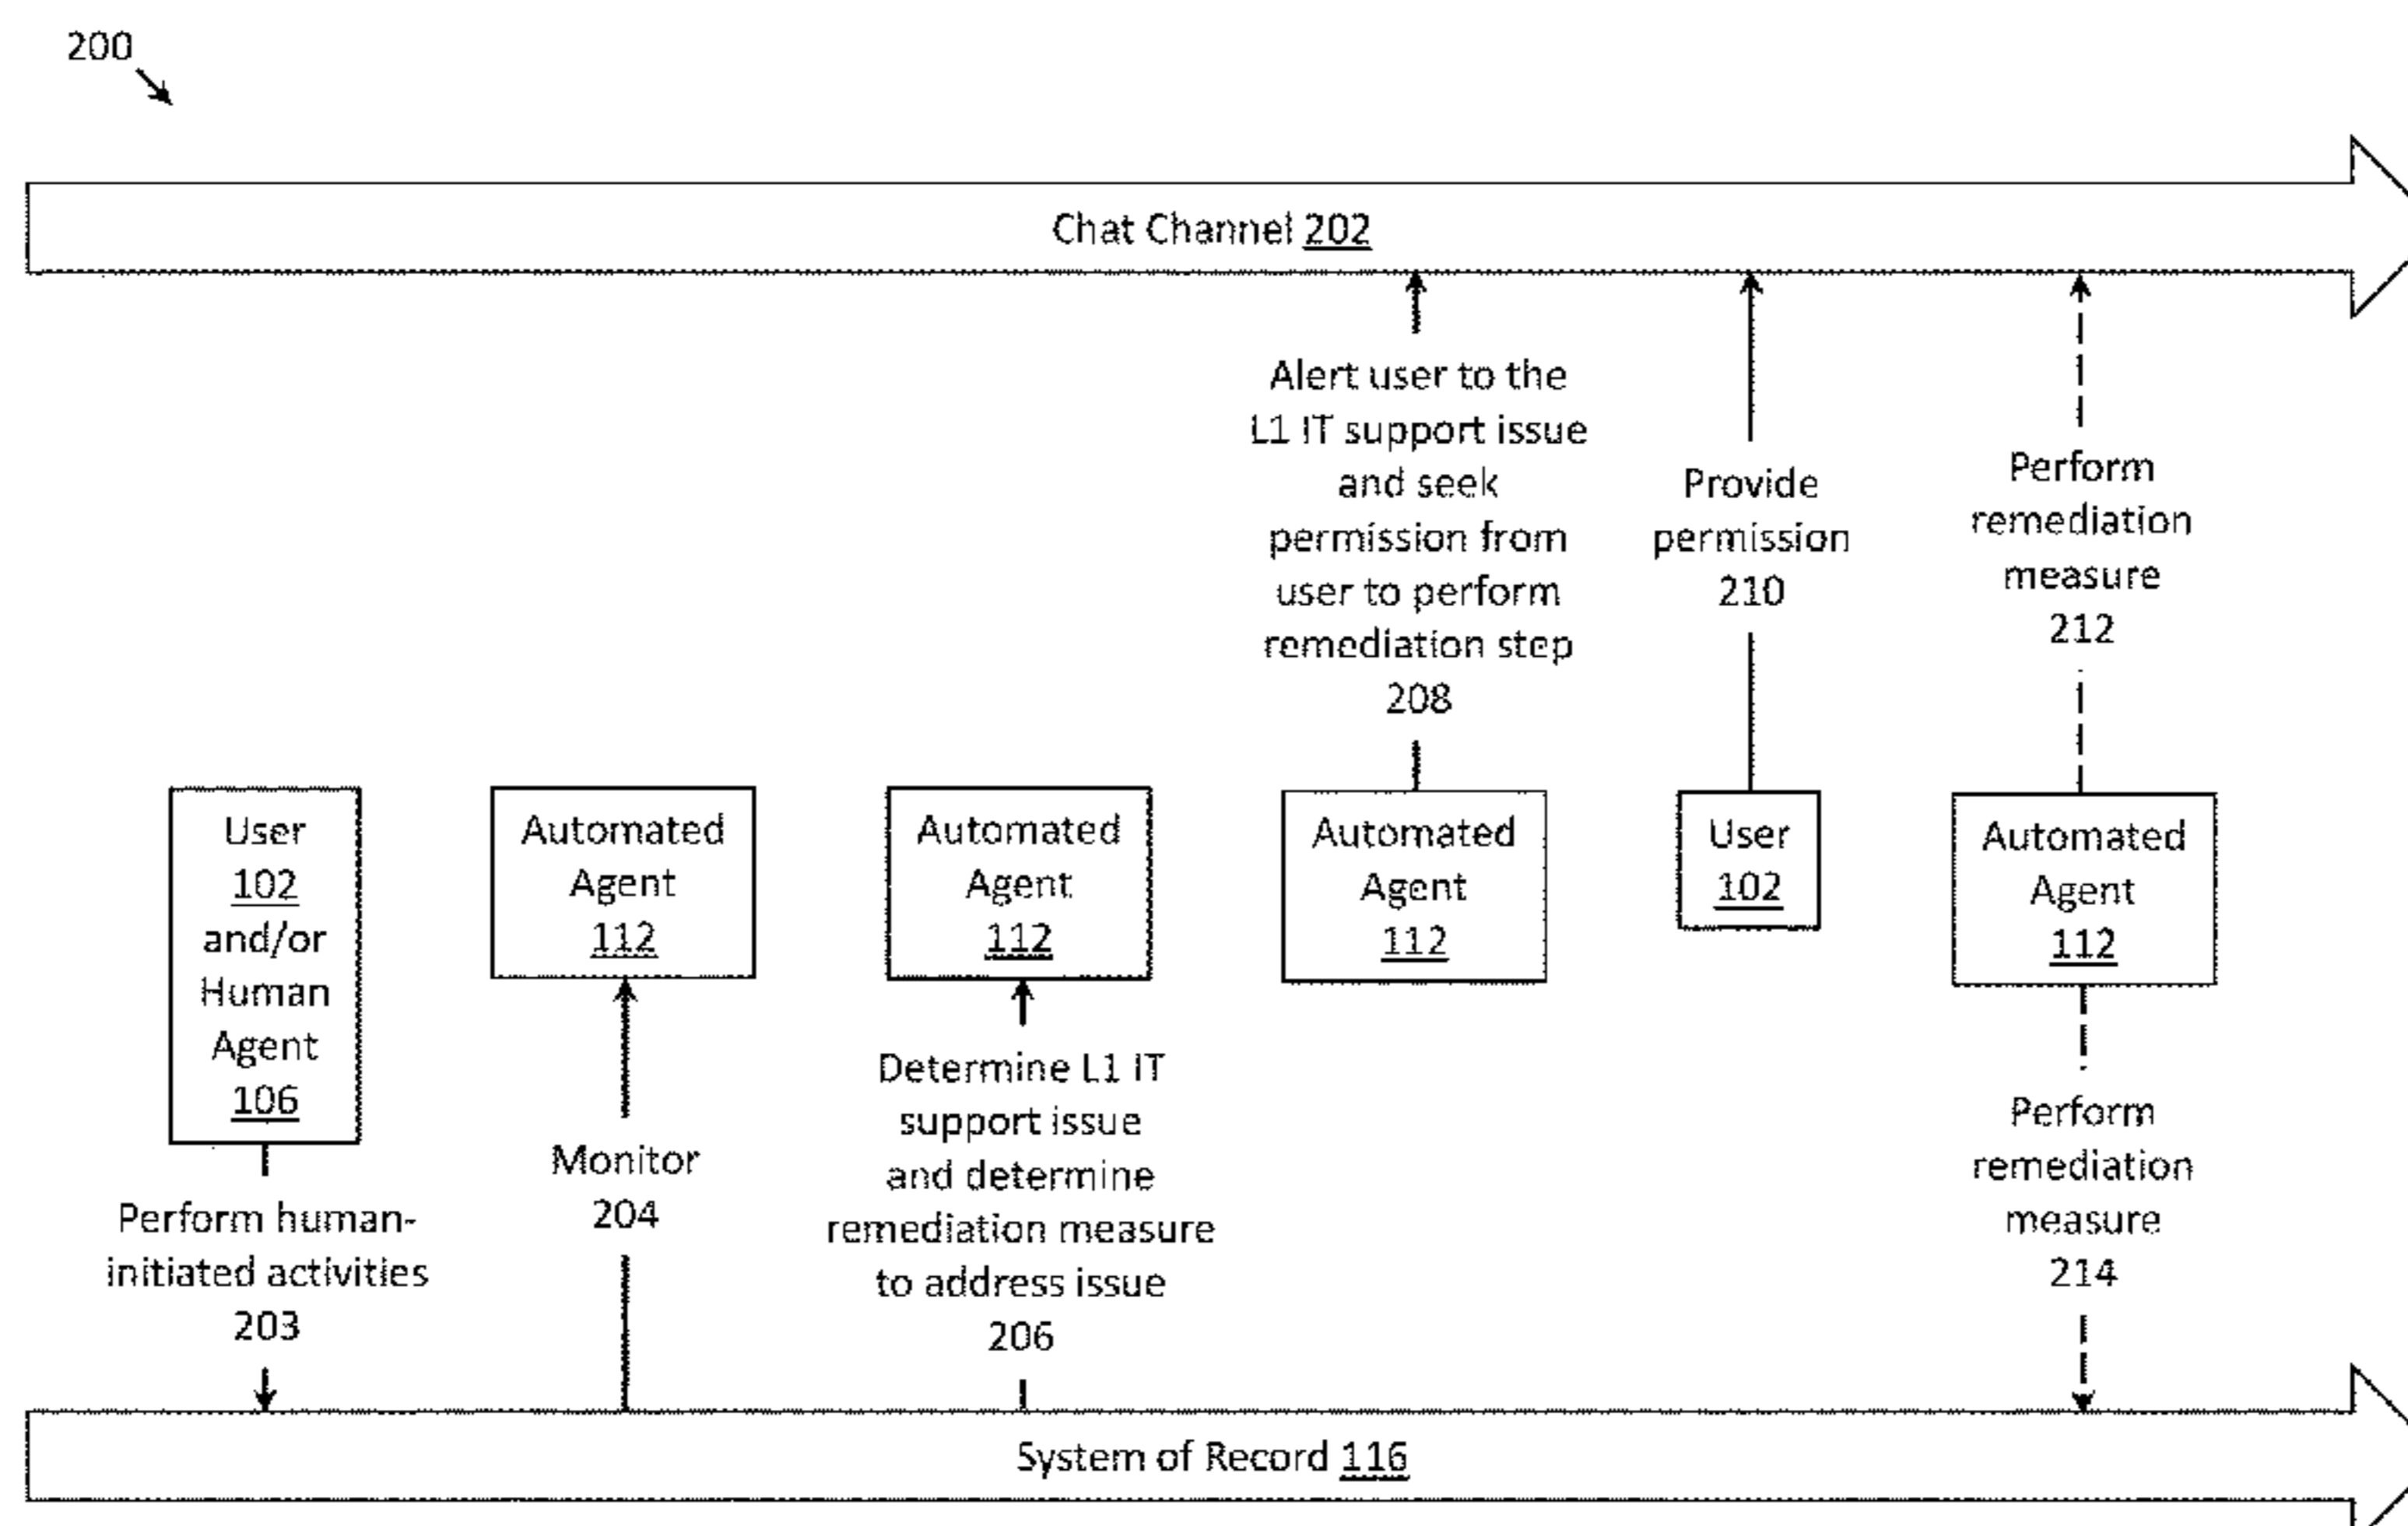 200
Chat Channel 202
Alert user to the
L1 IT support issue
and seek
permission from
user to perform
remediation step
208
Provide
permission
210
Perform
remediation
measure
212
User
102
and/or
Human
Agent
106
Automated
Agent
112
Automated
Agent
112
Automated
Agent
112
User
102
Automated
Agent
112
Perform human-
initiated activities
203
Monitor
204
Determine L1 IT
support issue
and determine
remediation measure
to address issue
206
Perform
remediation
measure
214
System of Record 116